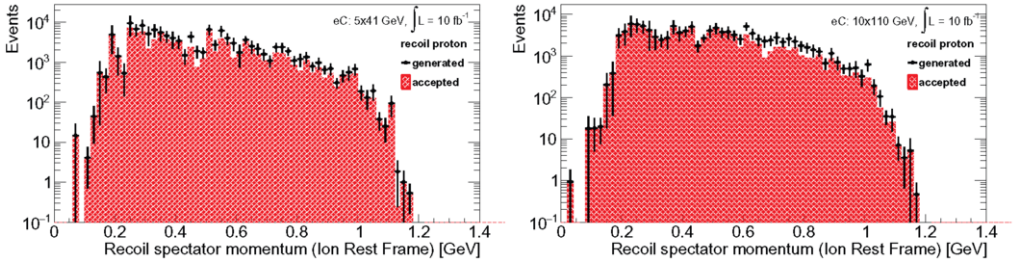 Events
10⁴
10³
10²
10
1
10⁻¹
eC: 5x41 GeV, ∫L = 10 fb⁻¹
recoil proton
generated
accepted
0 0.2 0.4 0.6 0.8 1 1.2 1.4
Recoil spectator momentum (Ion Rest Frame) [GeV]
Events
10⁴
10³
10²
10
1
10⁻¹
eC: 10x110 GeV, ∫L = 10 fb⁻¹
recoil proton
generated
accepted
0 0.2 0.4 0.6 0.8 1 1.2 1.4
Recoil spectator momentum (Ion Rest Frame) [GeV]